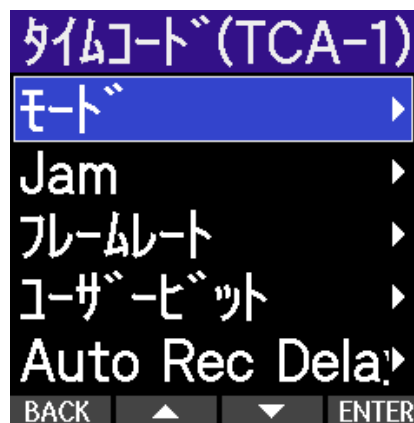 ﾀｲﾑｺｰﾄﾞ(TCA-1)
ﾓｰﾄﾞ
Jam
ﾌﾚｰﾑﾚｰﾄ
ﾕｰｻﾞｰﾋﾞｯﾄ
Auto Rec Delay
BACK ENTER